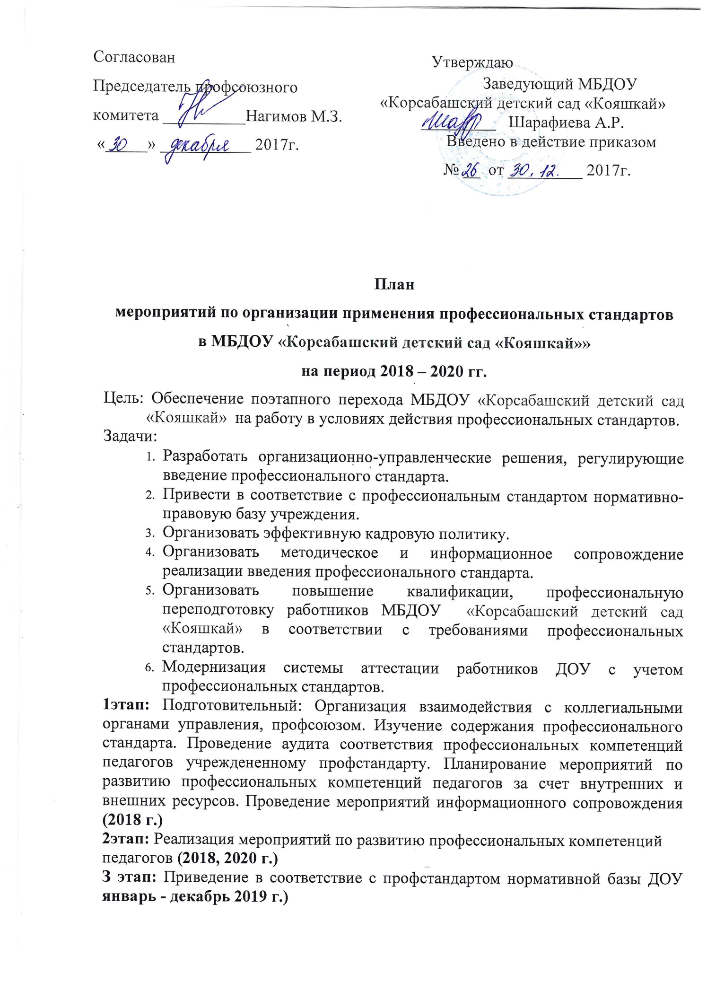 Согласован
Председатель профсоюзного
комитета __________Нагимов М.З.
«30» декабря 2017г.
Утверждаю
Заведующий МБДОУ
«Корсабашский детский сад «Кояшкай»
Шарафиева А.Р.
Введено в действие приказом
№ 26 от 30.12. 2017г.
План
мероприятий по организации применения профессиональных стандартов
в МБДОУ «Корсабашский детский сад «Кояшкай»»
на период 2018 – 2020 гг.
Цель: Обеспечение поэтапного перехода МБДОУ «Корсабашский детский сад
«Кояшкай» на работу в условиях действия профессиональных стандартов.
Задачи:
1. Разработать организационно-управленческие решения, регулирующие
введение профессионального стандарта.
2. Привести в соответствие с профессиональным стандартом нормативно-
правовую базу учреждения.
3. Организовать эффективную кадровую политику.
4. Организовать методическое и информационное сопровождение
реализации введения профессионального стандарта.
5. Организовать повышение квалификации, профессиональную
переподготовку работников МБДОУ «Корсабашский детский сад
«Кояшкай» в соответствии с требованиями профессиональных
стандартов.
6. Модернизация системы аттестации работников ДОУ с учетом
профессиональных стандартов.
1этап: Подготовительный: Организация взаимодействия с коллегиальными
органами управления, профсоюзом. Изучение содержания профессионального
стандарта. Проведение аудита соответствия профессиональных компетенций
педагогов учреждененному профстандарту. Планирование мероприятий по
развитию профессиональных компетенций педагогов за счет внутренних и
внешних ресурсов. Проведение мероприятий информационного сопровождения
(2018 г.)
2этап: Реализация мероприятий по развитию профессиональных компетенций
педагогов (2018, 2020 г.)
3 этап: Приведение в соответствие с профстандартом нормативной базы ДОУ
январь - декабрь 2019 г.)